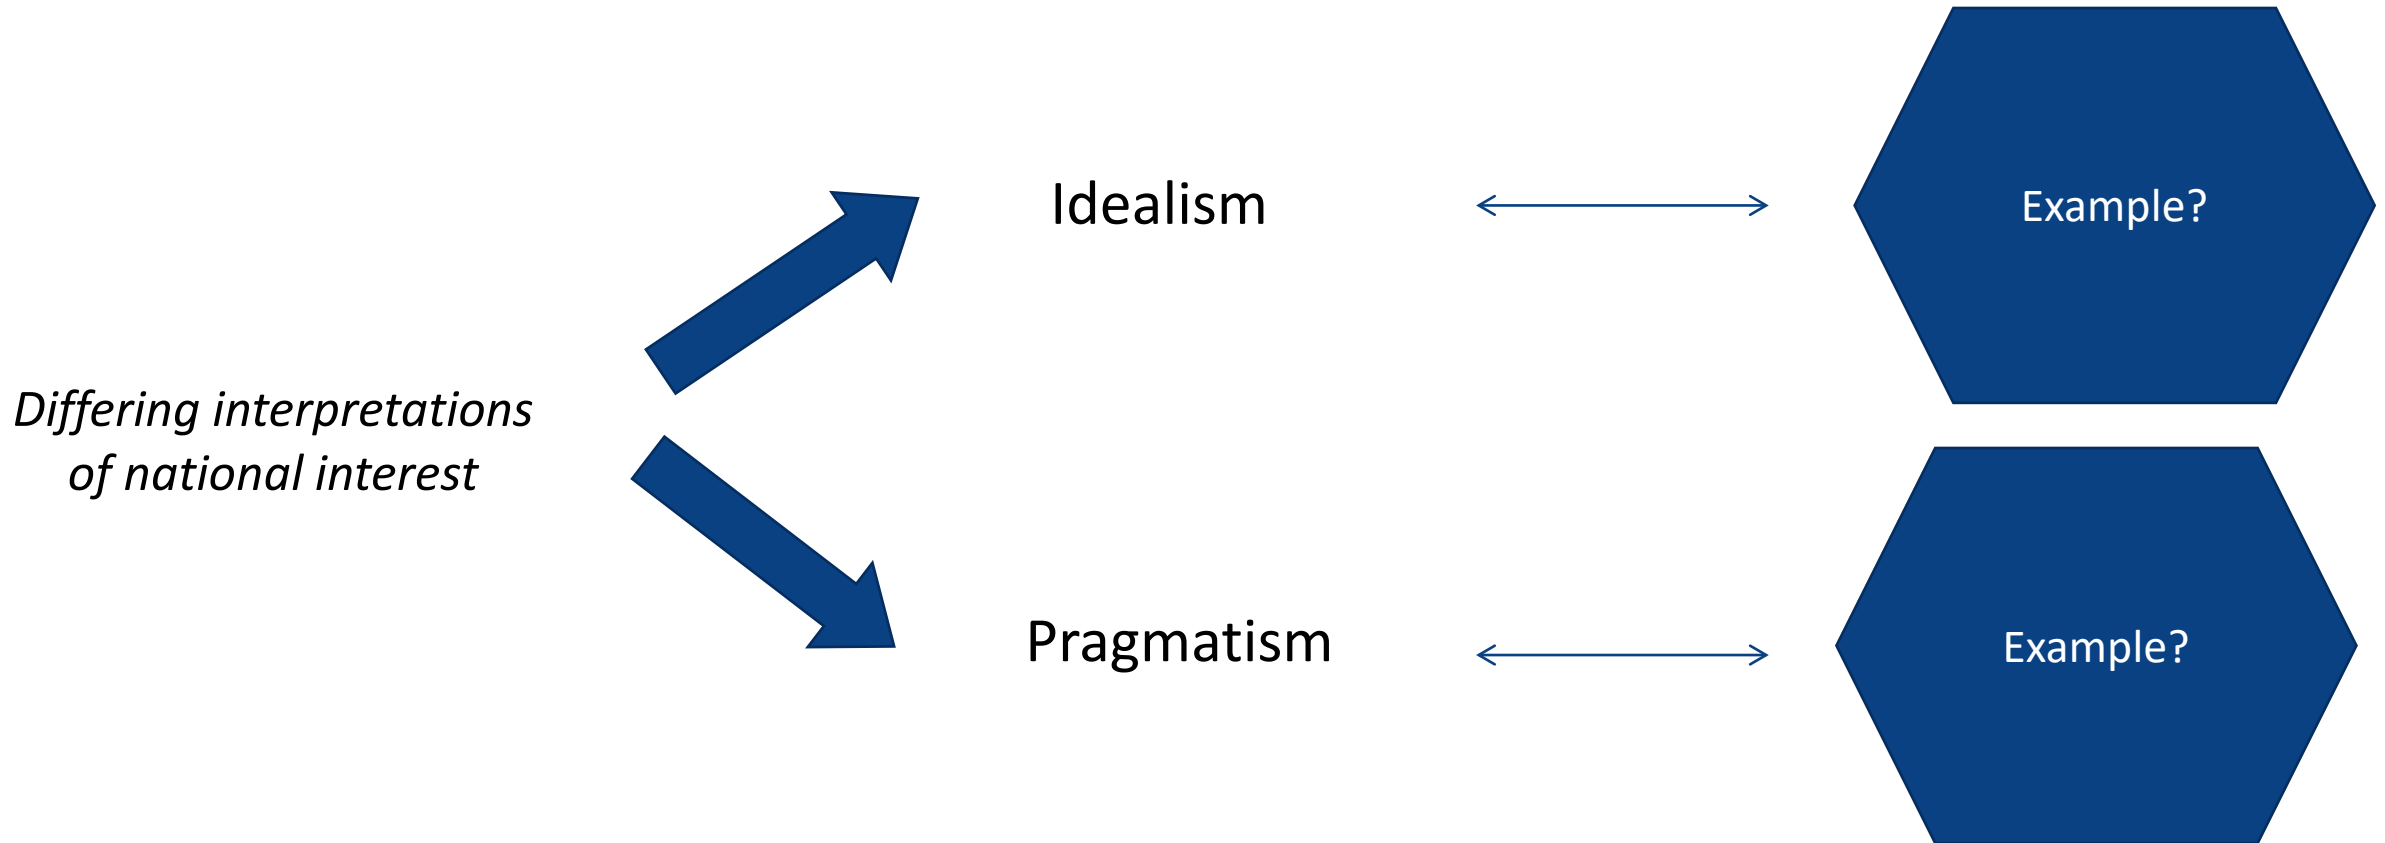 Idealism
Example?
Differing interpretations
of national interest
Pragmatism
Example?